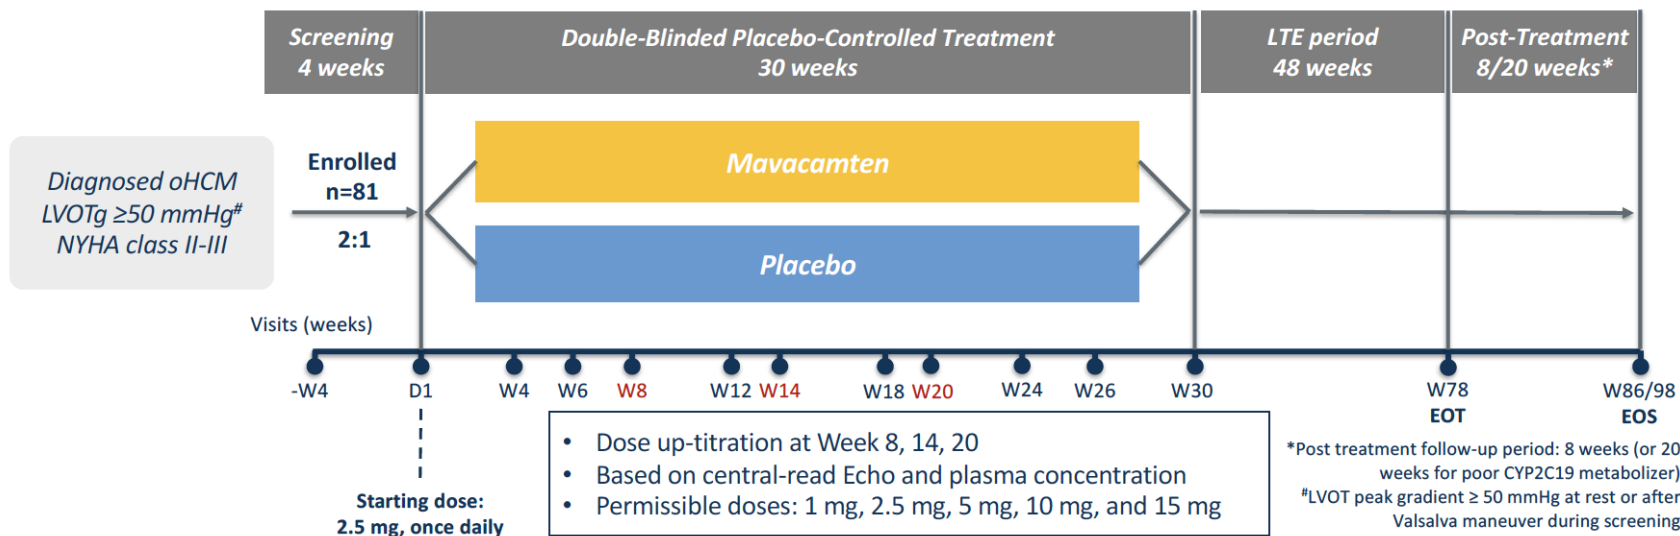 Screening
4 weeks
Double-Blinded Placebo-Controlled Treatment
30 weeks
LTE period
48 weeks
Post-Treatment
8/20 weeks*
Diagnosed oHCM
LVOTg ≥50 mmHg#
NYHA class II-III
Enrolled
n=81
2:1
Mavacamten
Placebo
Visits (weeks)
-W4 D1 W4 W6 W8 W12 W14 W18 W20 W24 W26 W30 W78 W86/98
EOT EOS
Starting dose:
2.5 mg, once daily
• Dose up-titration at Week 8, 14, 20
• Based on central-read Echo and plasma concentration
• Permissible doses: 1 mg, 2.5 mg, 5 mg, 10 mg, and 15 mg
*Post treatment follow-up period: 8 weeks (or 20
weeks for poor CYP2C19 metabolizer)
#LVOT peak gradient ≥ 50 mmHg at rest or after
Valsalva maneuver during screening